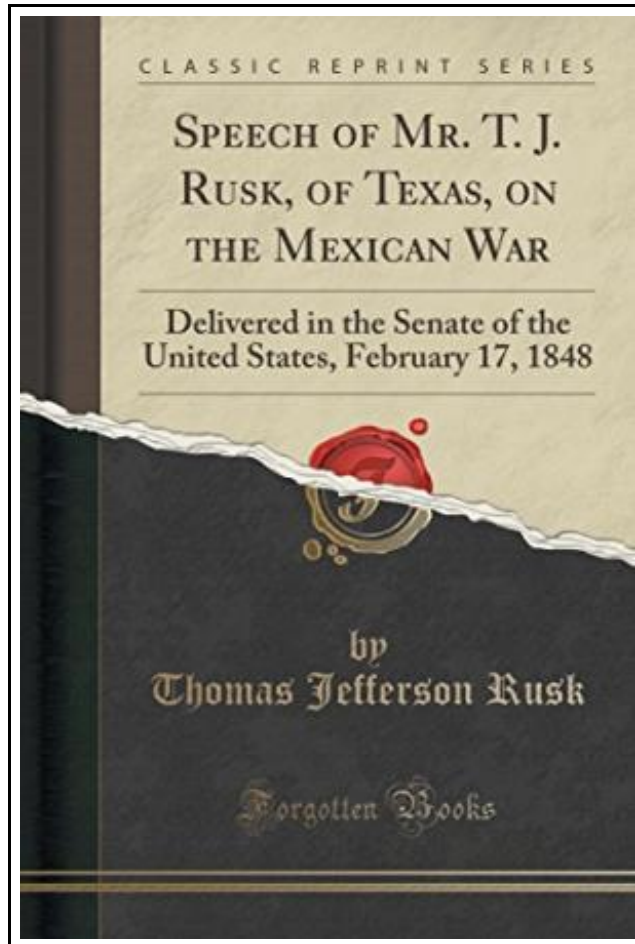 CLASSIC REPRINT SERIES
SPEECH OF MR. T. J.
RUSK, OF TEXAS, ON
THE MEXICAN WAR
Delivered in the Senate of the
United States, February 17, 1848
by
Thomas Jefferson Rusk
Forgotten Books